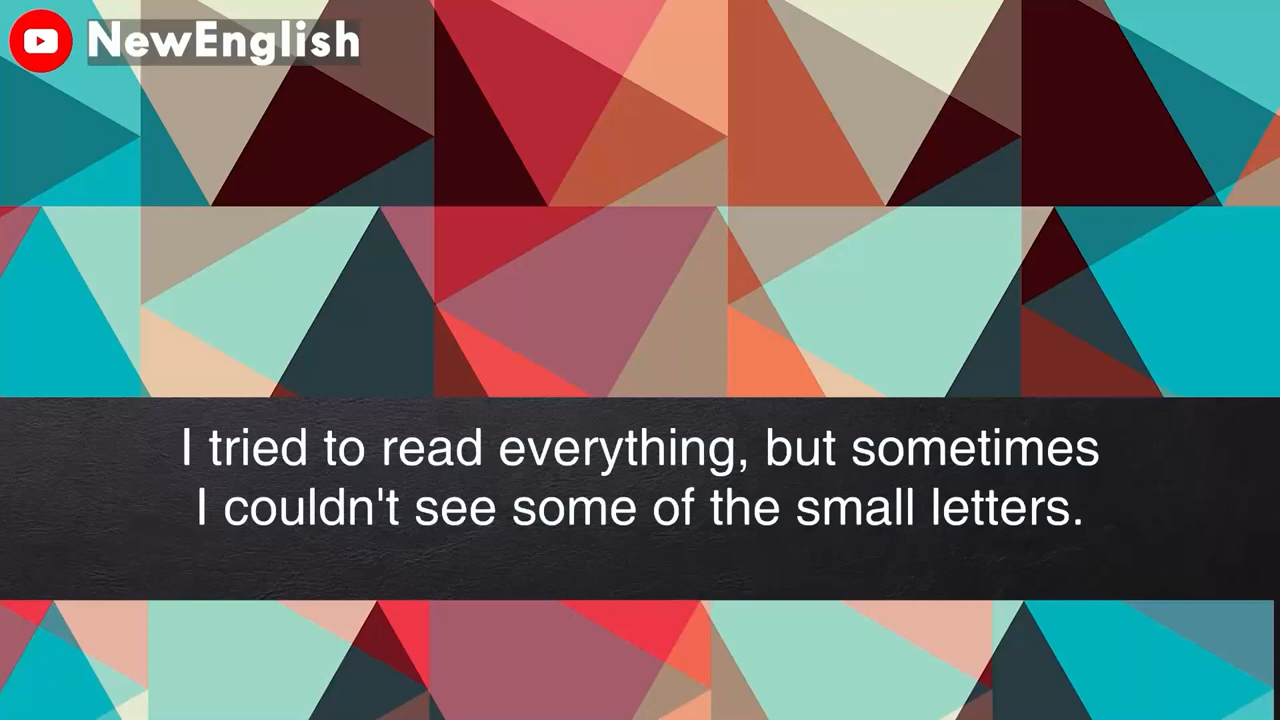 NewEnglish
I tried to read everything, but sometimes
I couldn't see some of the small letters.